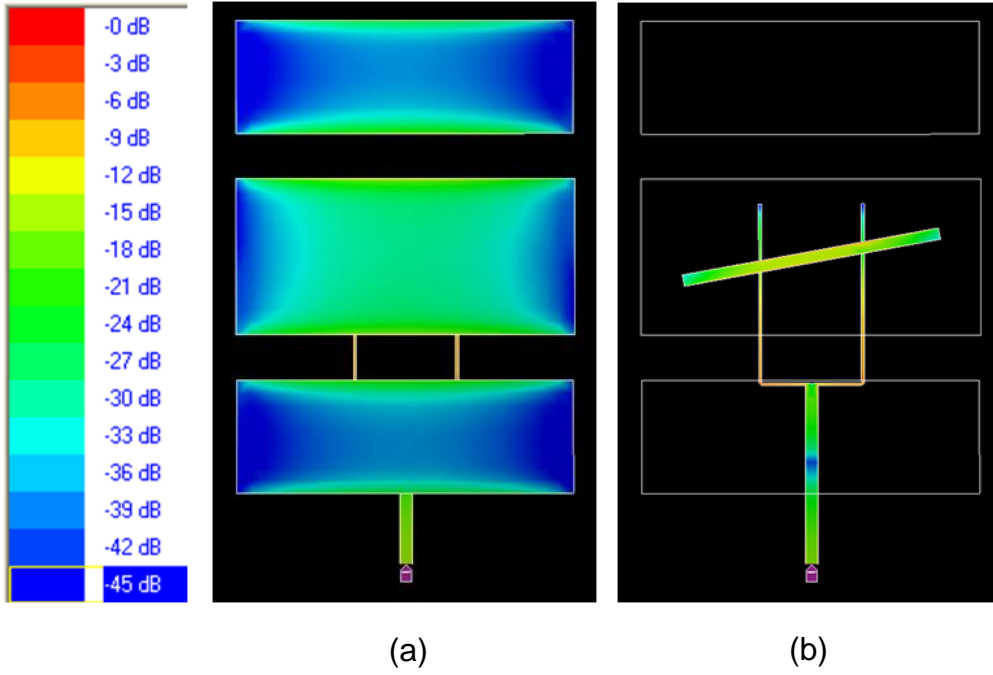 -0 dB
-3 dB
-6 dB
-9 dB
-12 dB
-15 dB
-18 dB
-21 dB
-24 dB
-27 dB
-30 dB
-33 dB
-36 dB
-39 dB
-42 dB
-45 dB
(a)
(b)